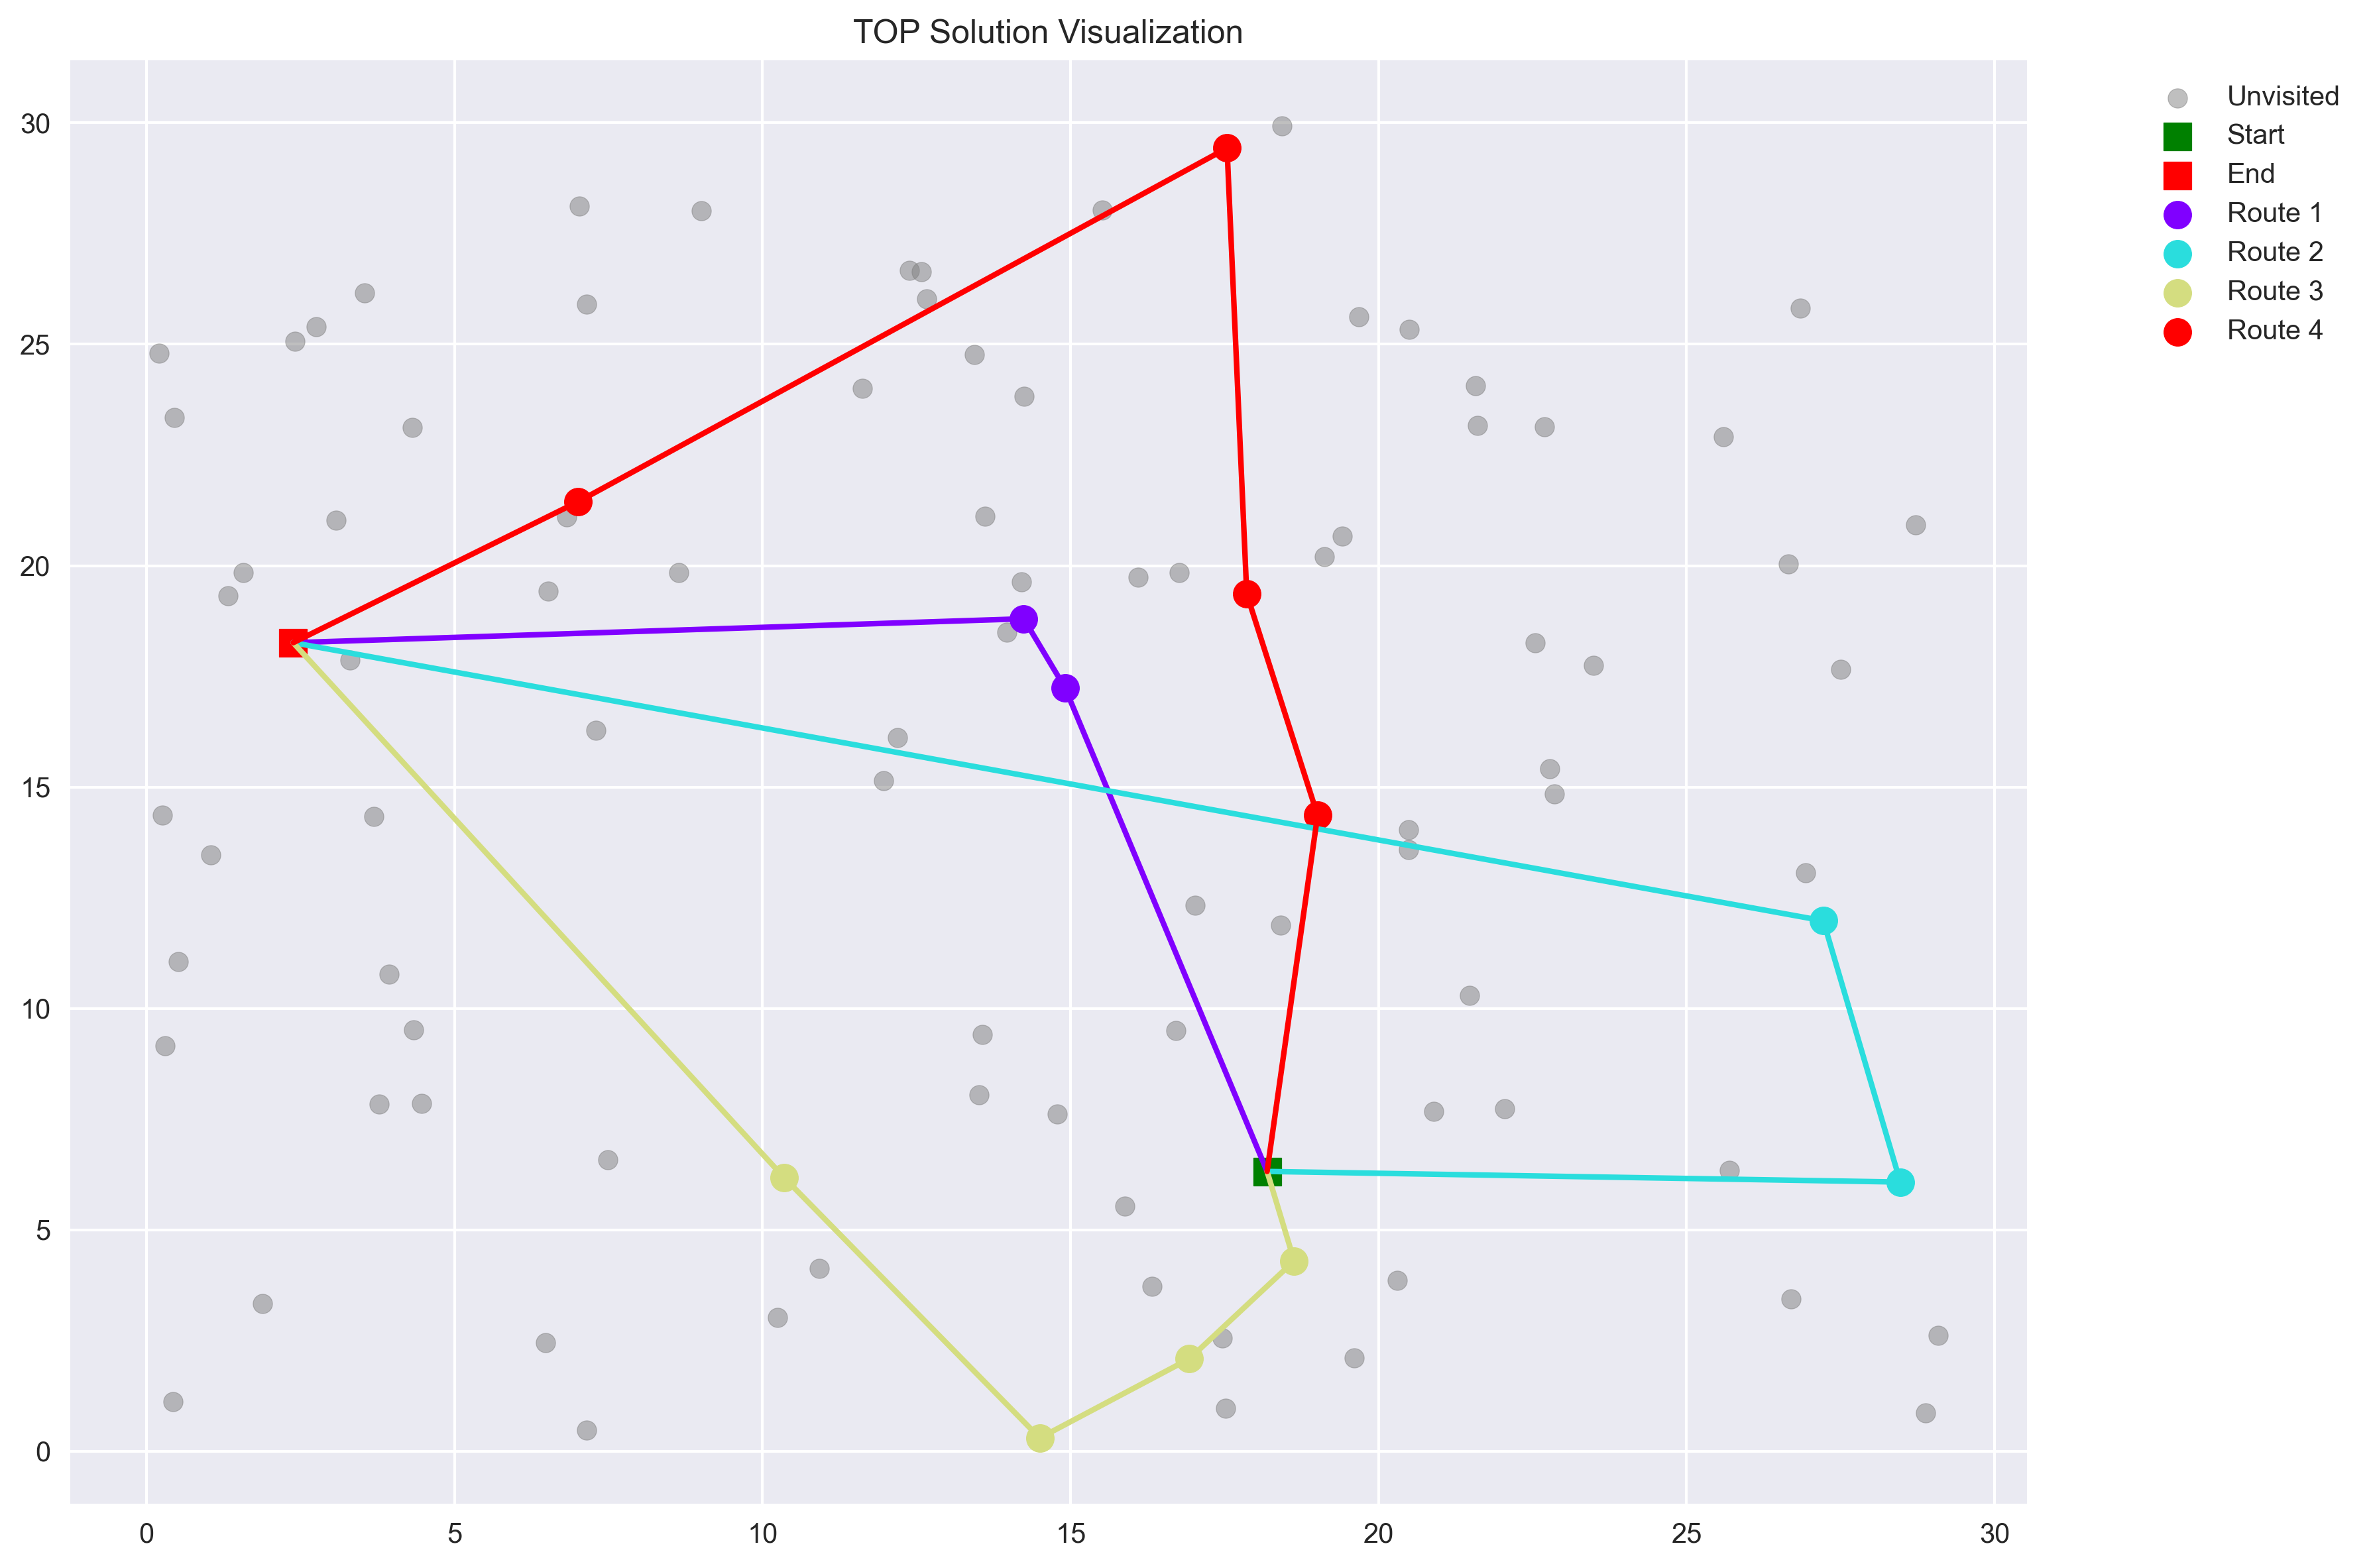 TOP Solution Visualization
Unvisited
Start
End
Route 1
Route 2
Route 3
Route 4
30
25
20
15
10
5
0
0 5 10 15 20 25 30